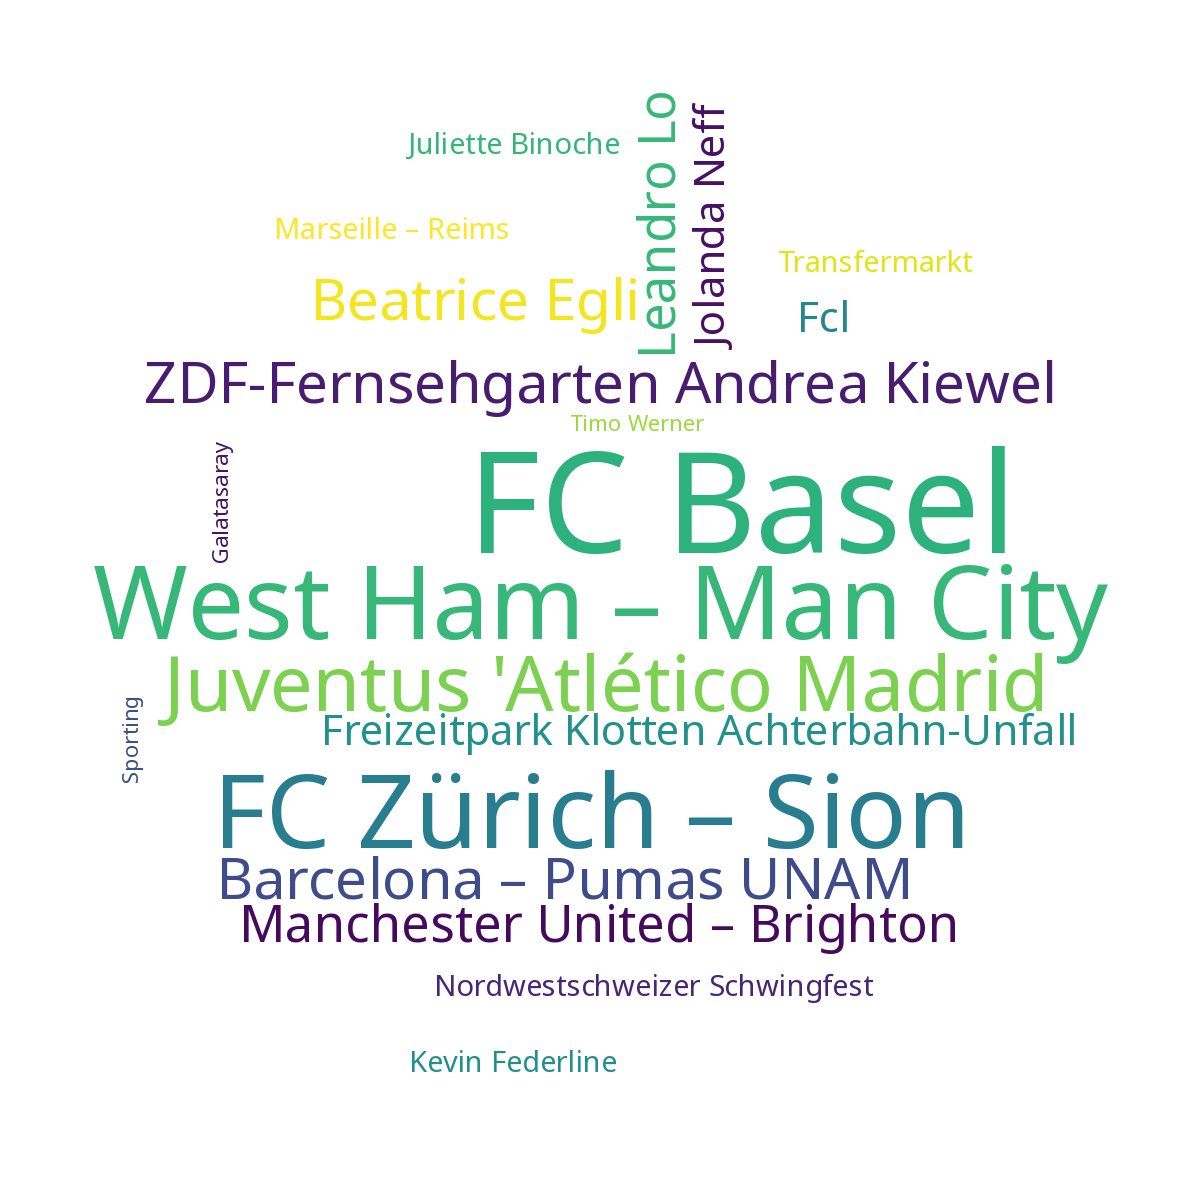 Juliette Binoche
Leandro Lo
Jolanda Neff
Marseille – Reims
Transfermarkt
Beatrice Egli
Fcl
ZDF-Fernsehgarten Andrea Kiewel
Timo Werner
Galatasaray
FC Basel
West Ham – Man City
Juventus 'Atlético Madrid
Sporting
Freizeitpark Klotten Achterbahn-Unfall
FC Zürich – Sion
Barcelona – Pumas UNAM
Manchester United – Brighton
Nordwestschweizer Schwingfest
Kevin Federline